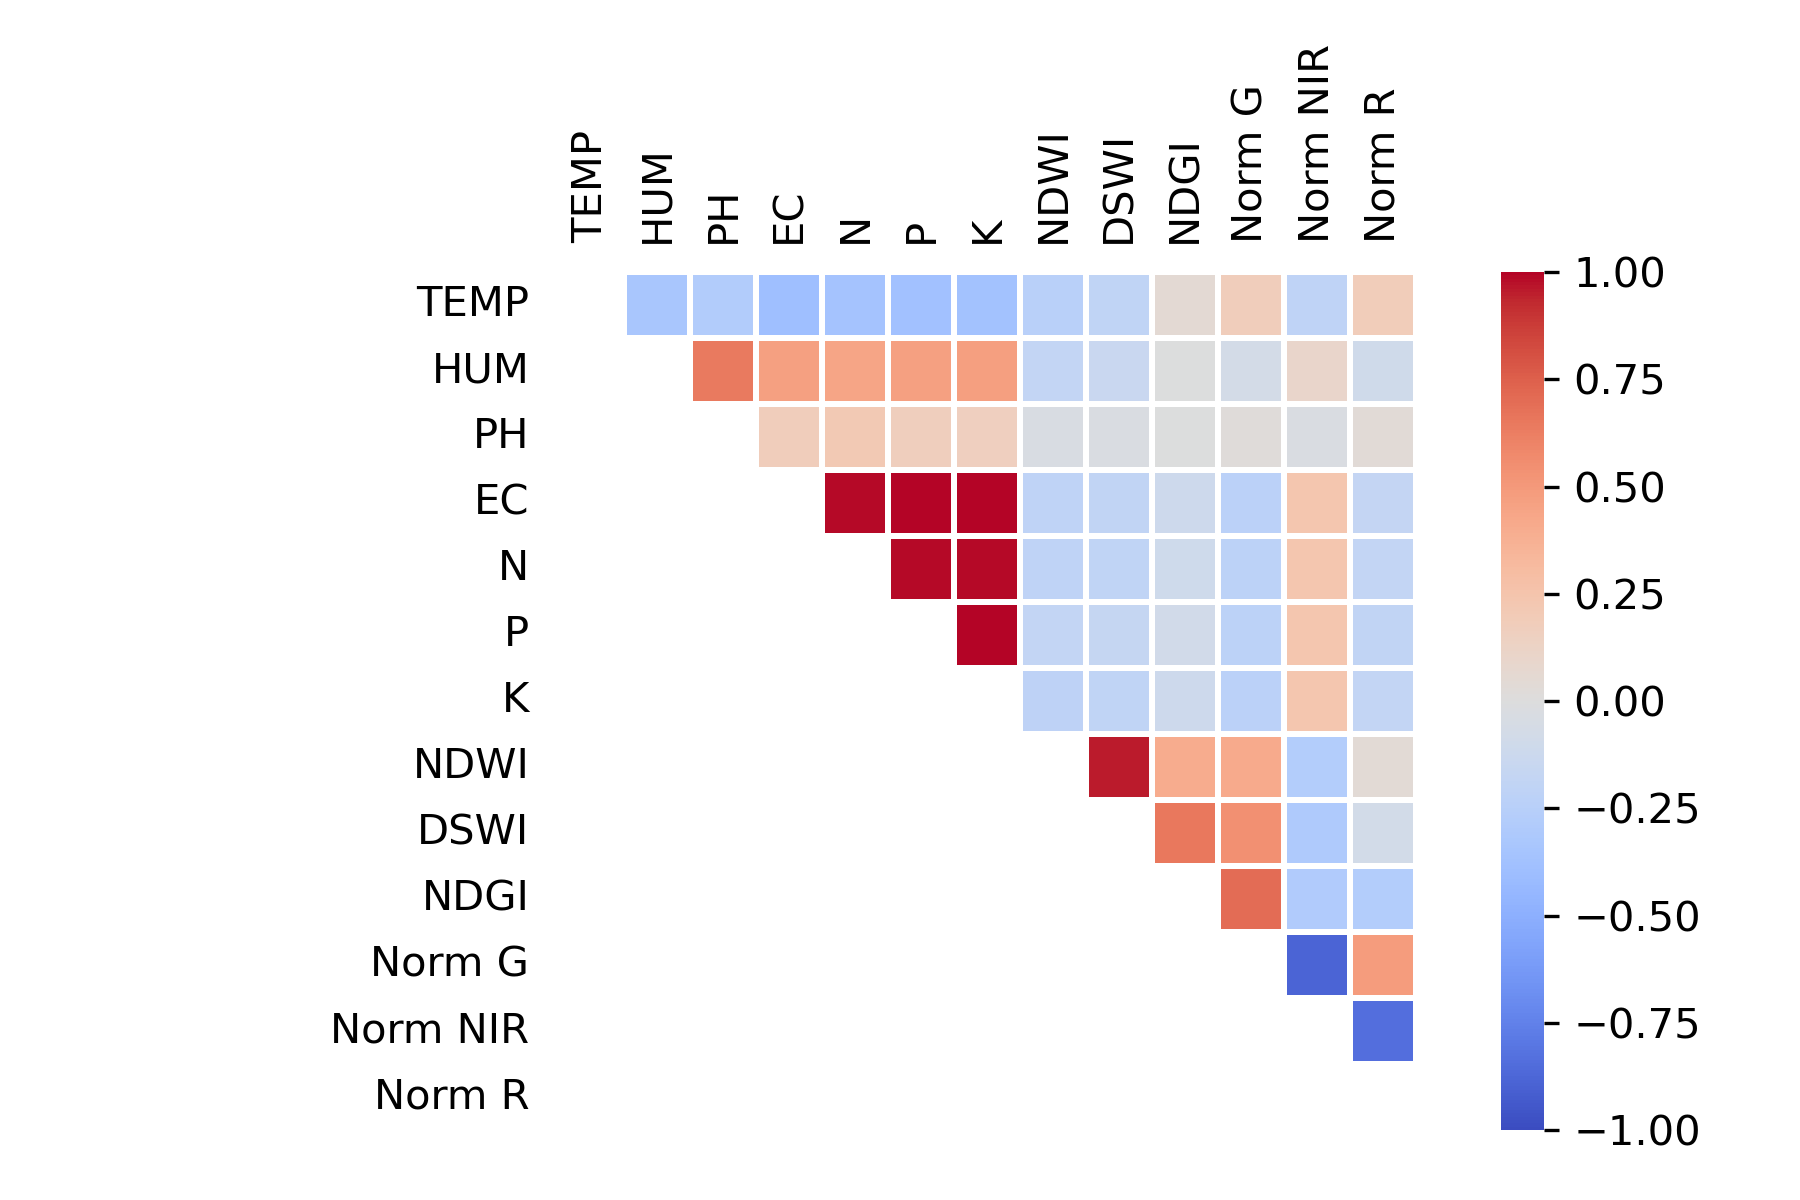 TEMP HUM PH EC N P K NDWI DSWI NDGI Norm G Norm NIR Norm R
TEMP
HUM
PH
EC
N
P
K
NDWI
DSWI
NDGI
Norm G
Norm NIR
Norm R
1.00
0.75
0.50
0.25
0.00
−0.25
−0.50
−0.75
−1.00